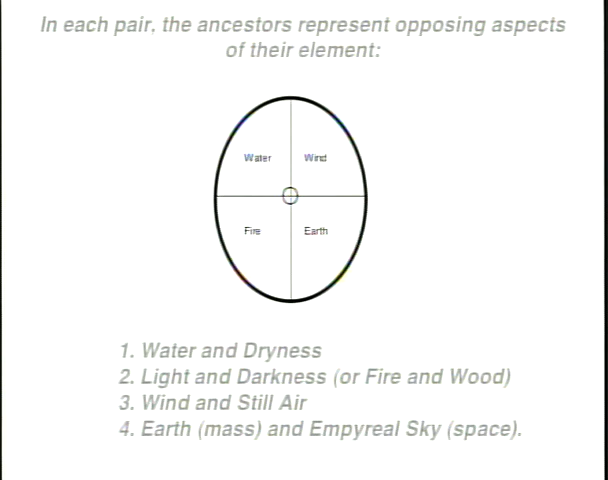 In each pair, the ancestors represent opposing aspects
of their element:
Water Wind
Fire Earth
1. Water and Dryness
2. Light and Darkness (or Fire and Wood)
3. Wind and Still Air
4. Earth (mass) and Empyreal Sky (space).